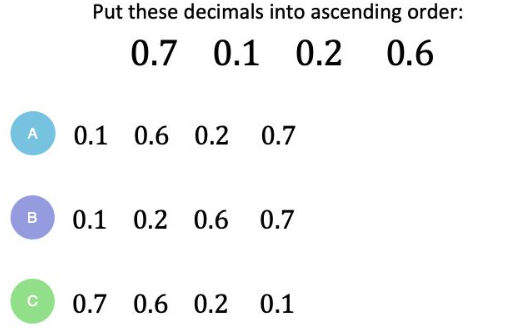 Put these decimals into ascending order:
0.7 0.1 0.2 0.6
A 0.1 0.6 0.2 0.7
B 0.1 0.2 0.6 0.7
C 0.7 0.6 0.2 0.1